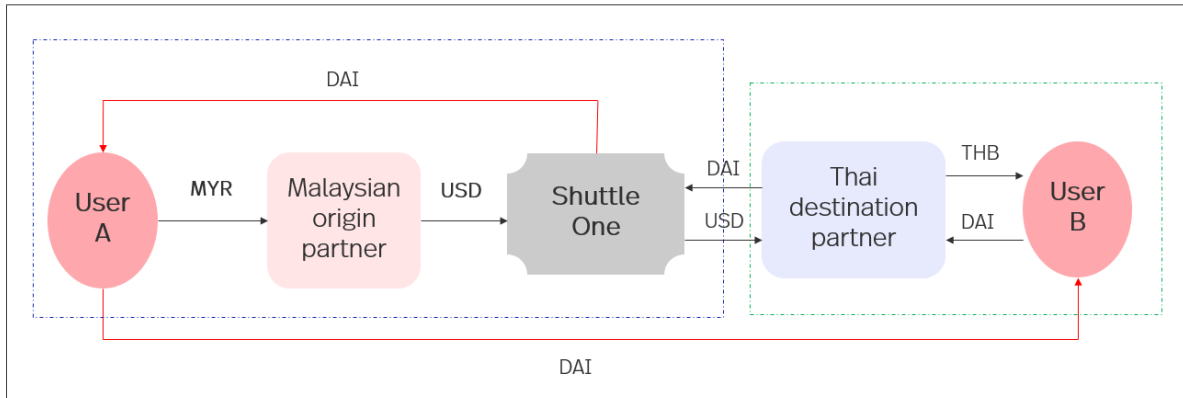 DAI
User
A
MYR
Malaysian
origin
partner
USD
Shuttle
One
DAI
USD
Thai
destination
partner
THB
DAI
User
B
DAI